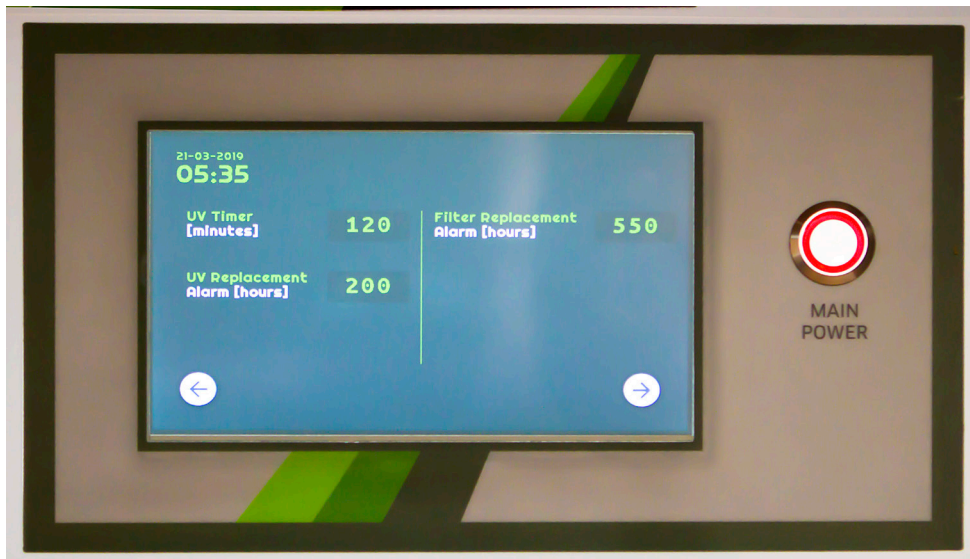 21-03-2019
05:35
UV Timer
[minutes]
120
UV Replacement
Alarm [hours]
200
Filter Replacement
Alarm [hours]
550
MAIN
POWER